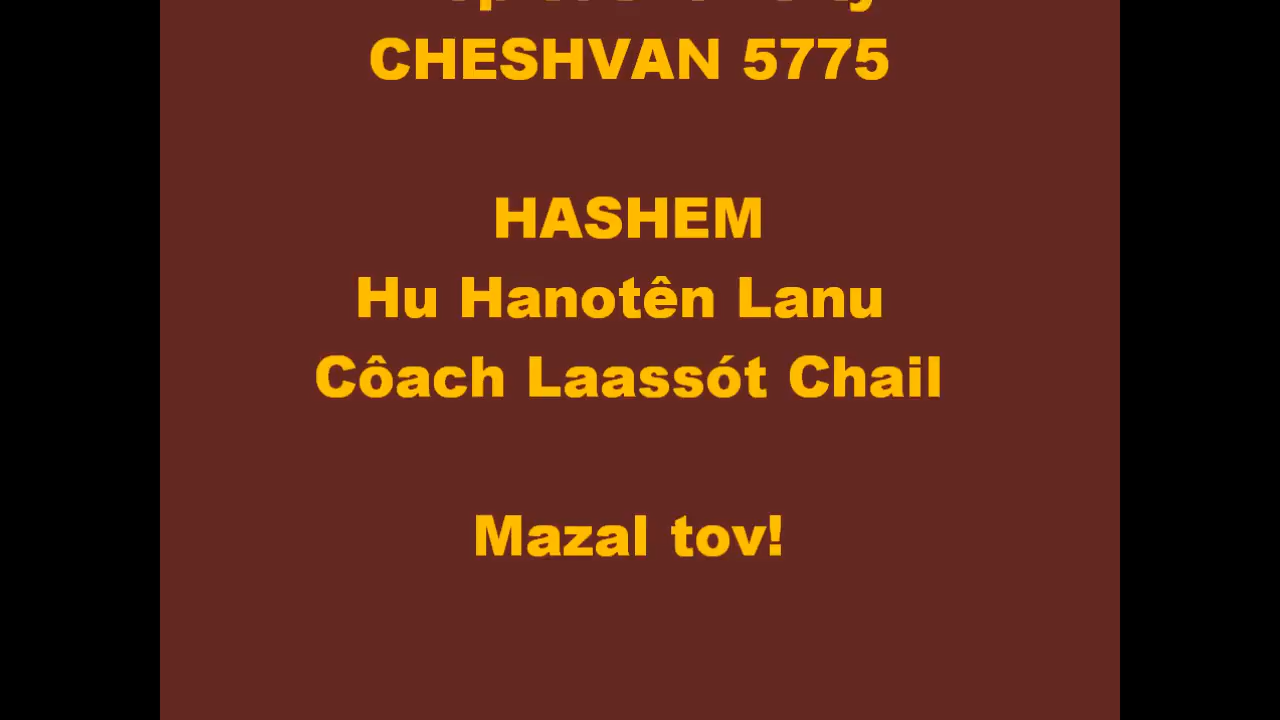 CHESHVAN 5775
HASHEM
Hu Hanotên Lanu
Côach Laassót Chail
Mazal tov!